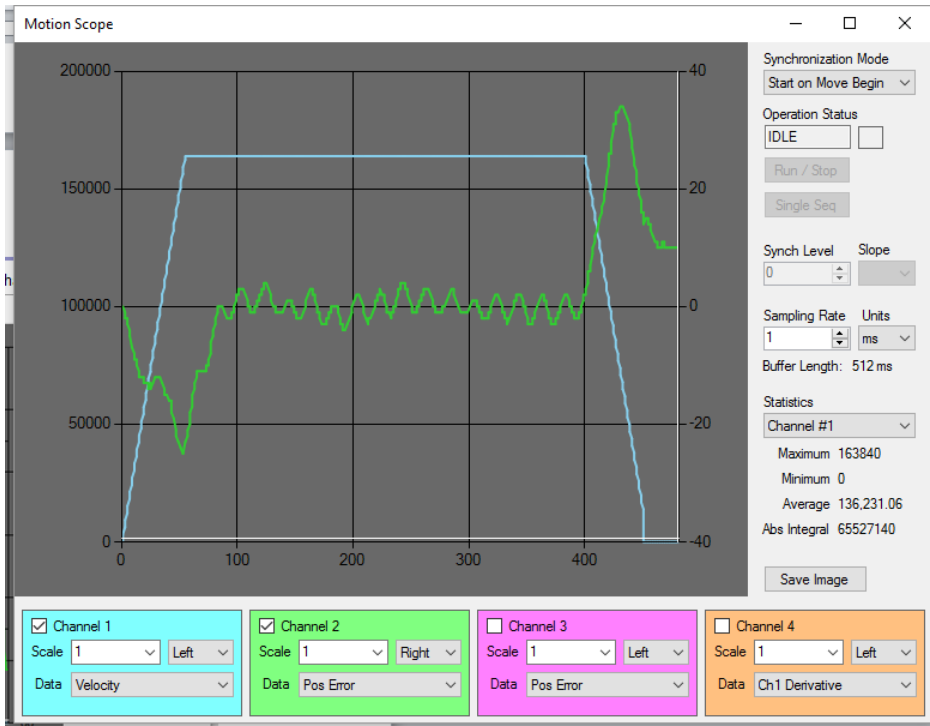 Motion Scope
200000
150000
100000
50000
0
40
20
0
-20
-40
0 100 200 300 400
Synchronization Mode
Start on Move Begin
Operation Status
IDLE
Run / Stop
Single Seq
Synch Level Slope
0
Sampling Rate Units
1 ms
Buffer Length: 512 ms
Statistics
Channel #1
Maximum 163840
Minimum 0
Average 136,231.06
Abs Integral 65527140
Save Image
Channel 1
Scale 1 Left
Data Velocity
Channel 2
Scale 1 Right
Data Pos Error
Channel 3
Scale 1 Left
Data Pos Error
Channel 4
Scale 1 Left
Data Ch1 Derivative